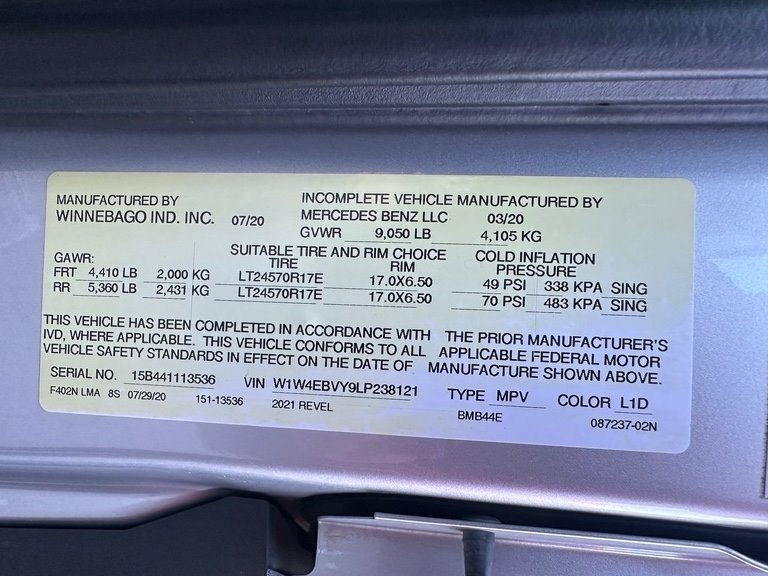 MANUFACTURED BY INCOMPLETE VEHICLE MANUFACTURED BY
WINNEBAGO IND. INC. 07/20 MERCEDES BENZ LLC 03/20
GVWR 9,050 LB 4,105 KG
SUITABLE TIRE AND RIM CHOICE COLD INFLATION
GAWR: TIRE RIM PRESSURE
FRT 4,410 LB 2,000 KG LT24570R17E 17.0X6.50 49 PSI 338 KPA SING
RR 5,360 LB 2,431 KG LT24570R17E 17.0X6.50 70 PSI 483 KPA SING
THIS VEHICLE HAS BEEN COMPLETED IN ACCORDANCE WITH THE PRIOR MANUFACTURER'S
IVD, WHERE APPLICABLE. THIS VEHICLE CONFORMS TO ALL APPLICABLE FEDERAL MOTOR
VEHICLE SAFETY STANDARDS IN EFFECT ON THE DATE OF MANUFACTURE SHOWN ABOVE.
SERIAL NO. 15B441113536 VIN W1W4EBVY9LP238121 TYPE MPV COLOR L1D
F402N LMA 8S 07/29/20 151-13536 2021 REVEL BMB44E 087237-02N